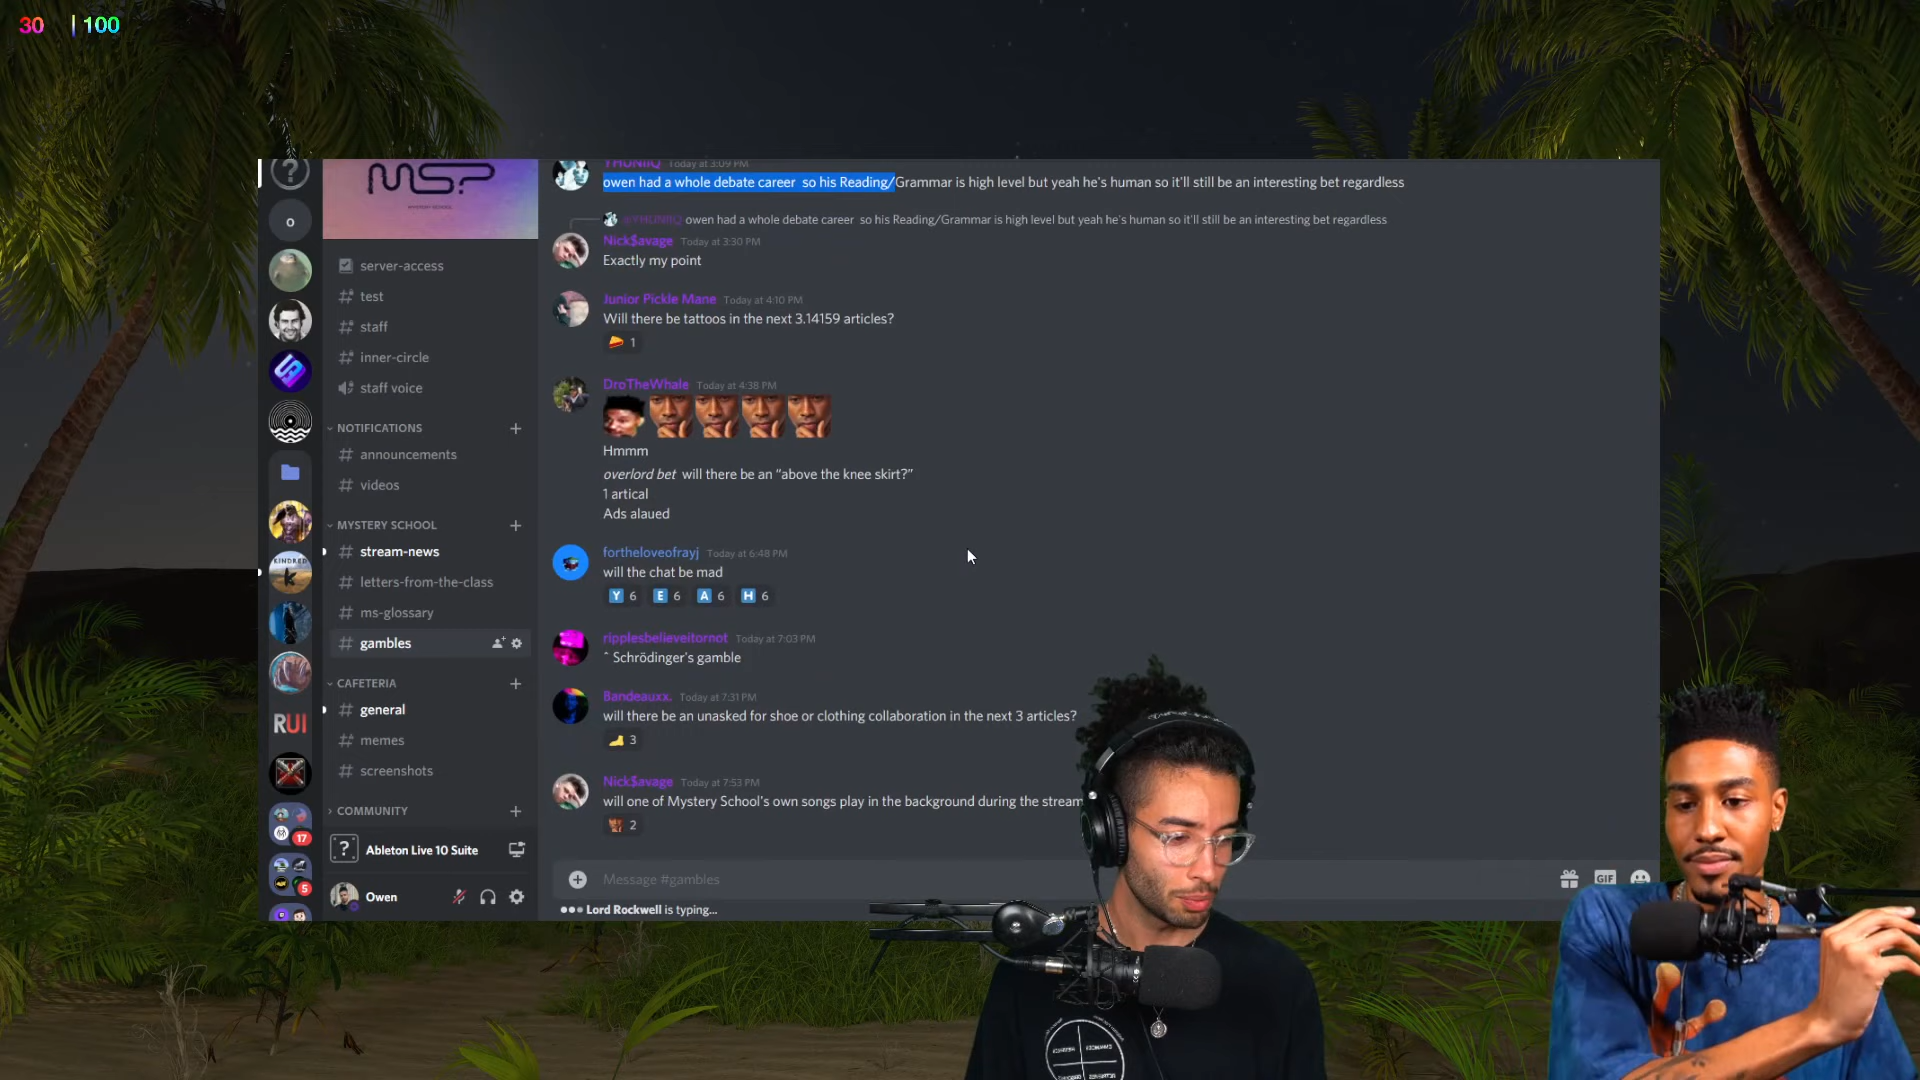 30 | 100
MSP
MYSTERY SCHOOL
server-access
test
staff
inner-circle
staff voice
NOTIFICATIONS
announcements
videos
MYSTERY SCHOOL
stream-news
letters-from-the-class
ms-glossary
gambles
CAFETERIA
general
memes
screenshots
COMMUNITY
Ableton Live 10 Suite
Owen
o
KINDRED
RUI
17
5
YHUNIIQ Today at 3:09 PM
owen had a whole debate career so his Reading/Grammar is high level but yeah he's human so it'll still be an interesting bet regardless
@YHUNIIQ owen had a whole debate career so his Reading/Grammar is high level but yeah he's human so it'll still be an interesting bet regardless
Nick$avage Today at 3:30 PM
Exactly my point
Junior Pickle Mane Today at 4:10 PM
Will there be tattoos in the next 3.14159 articles?
1
DroTheWhale Today at 4:38 PM
Hmmm
overlord bet will there be an “above the knee skirt?”
1 artical
Ads alaued
fortheloveofrayj Today at 6:48 PM
will the chat be mad
Y 6 E 6 A 6 H 6
ripplesbelieveitornot Today at 7:03 PM
^ Schrödinger's gamble
Bandeauxx. Today at 7:31 PM
will there be an unasked for shoe or clothing collaboration in the next 3 articles?
3
Nick$avage Today at 7:53 PM
will one of Mystery School's own songs play in the background during the stream
2
Message #gambles
GIF
Lord Rockwell is typing...